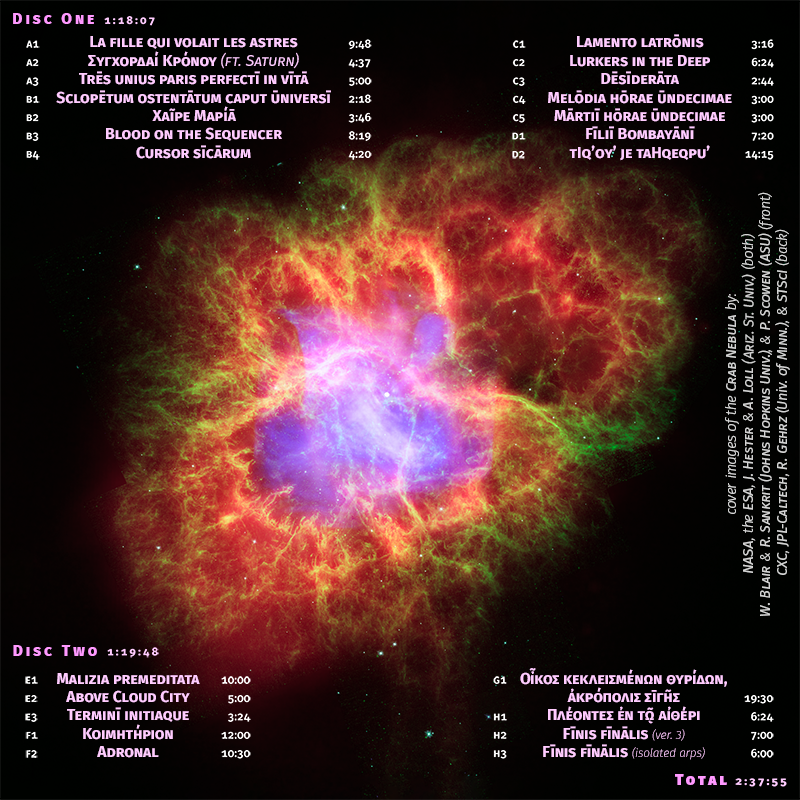 Disc One 1:18:07
A1 La fille qui volait les astres 9:48
A2 Συγχορδαί Κρόνου (ft. Saturn) 4:37
A3 Trēs unius paris perfectī in vītā 5:00
B1 Sclopētum ostentātum caput ūniversī 2:18
B2 Χαῖρε Μαρίᾱ 3:46
B3 Blood on the Sequencer 8:19
B4 Cursor sīcārum 4:20
C1 Lamento latrōnis 3:16
C2 Lurkers in the Deep 6:24
C3 Dēsīderāta 2:44
C4 Melōdia hōrae ūndecimae 3:00
C5 Mārtiī hōrae ūndecimae 3:00
D1 Fīliī Bombayānī 7:20
D2 tIq’oy’ je taHqeqpu’ 14:15
cover images of the Crab Nebula by:
NASA, the ESA, J. Hester & A. Loll (Ariz. St. Univ.) (both)
W. Blair & R. Sankrit (Johns Hopkins Univ.), & P. Scowen (ASU) (front)
CXC, JPL-Caltech, R. Gehrz (Univ. of Minn.), & STScI (back)
Disc Two 1:19:48
E1 Malizia premeditata 10:00
E2 Above Cloud City 5:00
E3 Terminī initiaque 3:24
F1 Κοιμητήριον 12:00
F2 Adronal 10:30
G1 Οἶκος κεκλεισμένων θυρίδων,
ἀκρόπολις σῑγῆς 19:30
H1 Πλέοντες ἐν τῷ αἰθέρι 6:24
H2 Fīnis fīnālis (ver. 3) 7:00
H3 Fīnis fīnālis (isolated arps) 6:00
Total 2:37:55